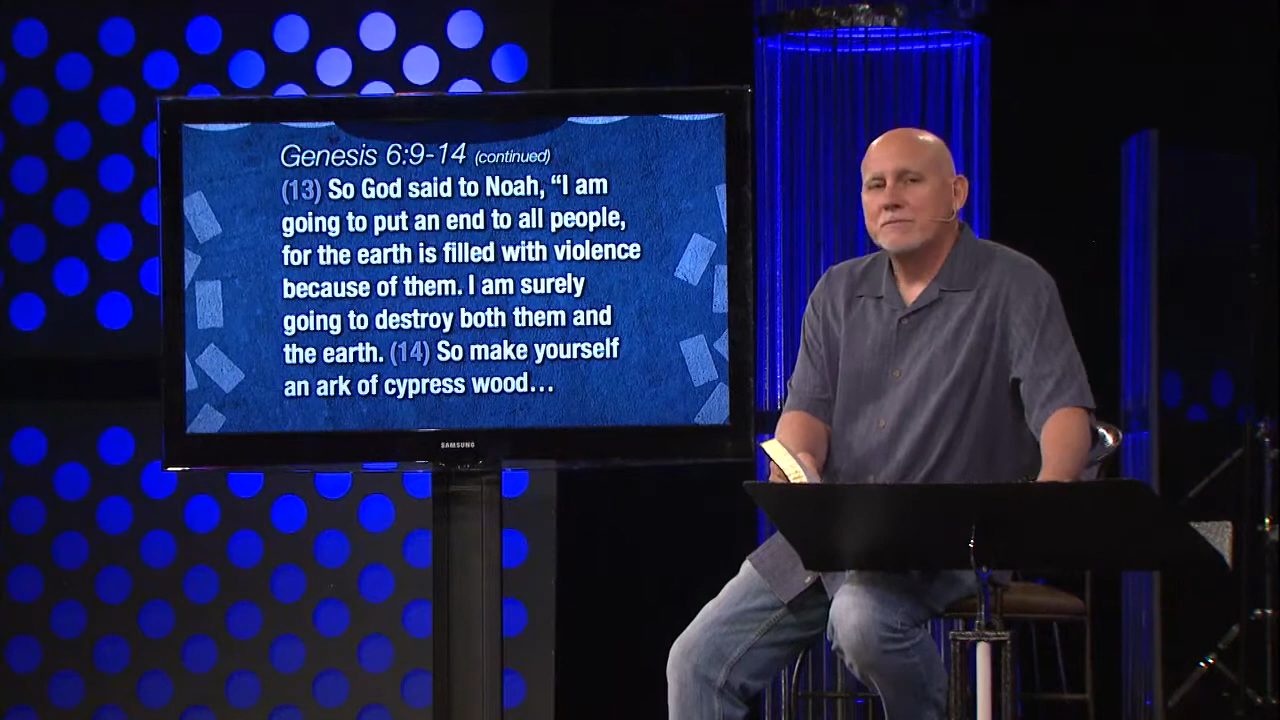 Genesis 6:9-14 (continued)
(13) So God said to Noah, “I am
going to put an end to all people,
for the earth is filled with violence
because of them. I am surely
going to destroy both them and
the earth. (14) So make yourself
an ark of cypress wood...
SAMSUNG